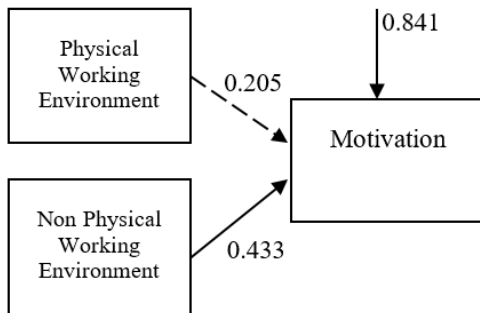 Physical
Working
Environment
0.841
0.205
Motivation
Non Physical
Working
Environment
0.433